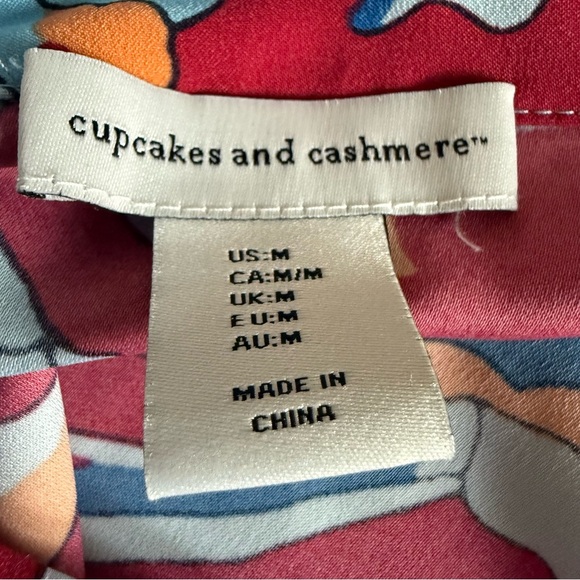 cupcakes and cashmere™
US:M
CA:M/M
UK:M
EU:M
AU:M
MADE IN
CHINA